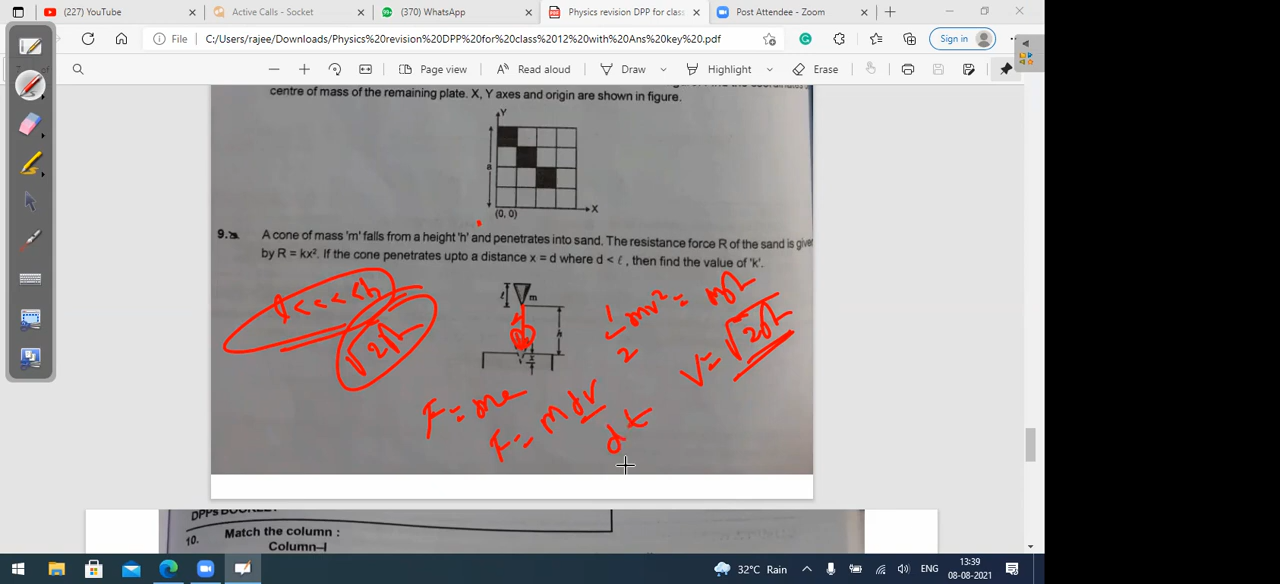 (227) YouTube
Active Calls - Socket
(370) WhatsApp
Physics revision DPP for class
Post Attendee - Zoom
File
C:/Users/rajee/Downloads/Physics%20revision%20DPP%20for%20class%2012%20with%20Ans%20key%20.pdf
Sign in
Page view
Read aloud
Draw
Highlight
Erase
centre of mass of the remaining plate. X, Y axes and origin are shown in figure.
Y
a
X
(0, 0)
9.
A cone of mass 'm' falls from a height 'h' and penetrates into sand. The resistance force R of the sand is given
by R = kx². If the cone penetrates upto a distance x = d where d < ℓ, then find the value of 'k'.
ℓ
m
h
x
l <<<< h
√2gh
1/2 mv² = mgh
v = √2gh
F = ma
F = m dv/dt
DPPs BOOKLET
10.
Match the column :
Column–I
32°C Rain
ENG
13:39
08-08-2021